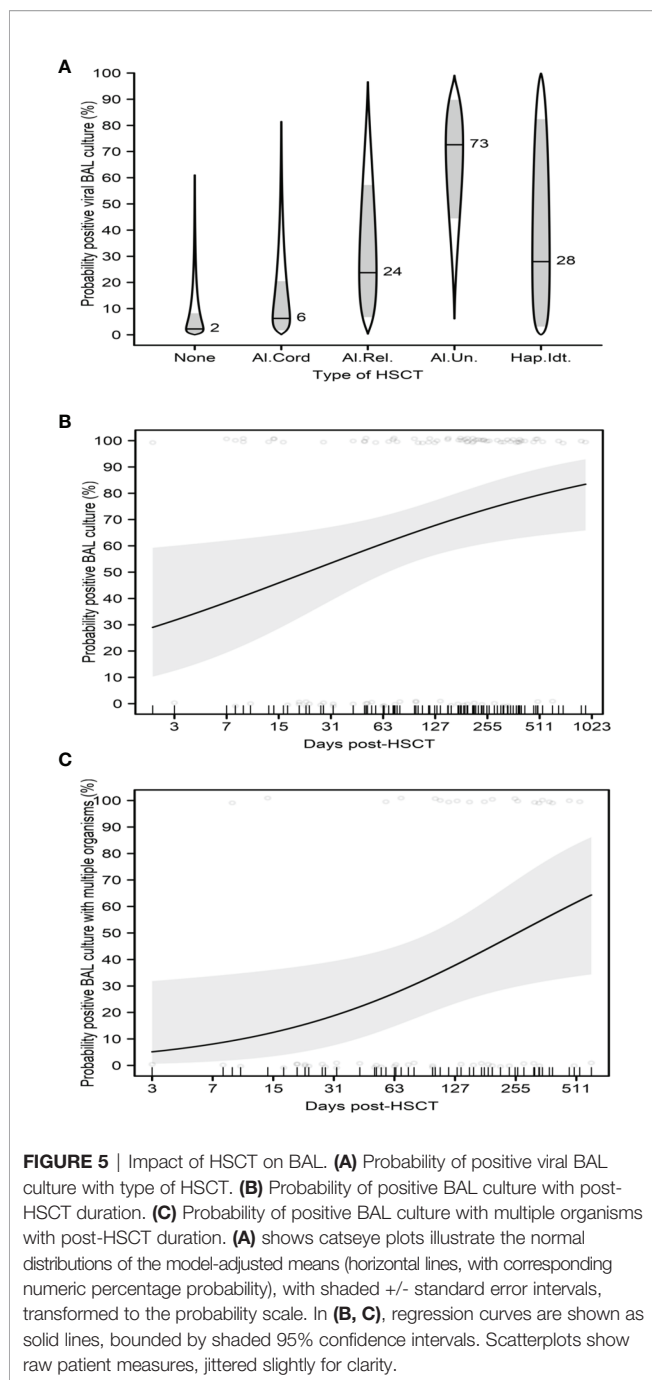 A
Probability positive viral BAL culture (%)
100
90
80
70
60
50
40
30
20
10
0
2
6
24
73
28
None Al.Cord Al.Rel. Al.Un. Hap.Idt.
Type of HSCT
B
Probability positive BAL culture (%)
100
90
80
70
60
50
40
30
20
10
0
3 7 15 31 63 127 255 511 1023
Days post-HSCT
C
Probability positive BAL culture with multiple organisms (%)
100
90
80
70
60
50
40
30
20
10
0
3 7 15 31 63 127 255 511
Days post-HSCT
FIGURE 5 | Impact of HSCT on BAL. (A) Probability of positive viral BAL
culture with type of HSCT. (B) Probability of positive BAL culture with post-
HSCT duration. (C) Probability of positive BAL culture with multiple organisms
with post-HSCT duration. (A) shows catseye plots illustrate the normal
distributions of the model-adjusted means (horizontal lines, with corresponding
numeric percentage probability), with shaded +/- standard error intervals,
transformed to the probability scale. In (B, C), regression curves are shown as
solid lines, bounded by shaded 95% confidence intervals. Scatterplots show
raw patient measures, jittered slightly for clarity.